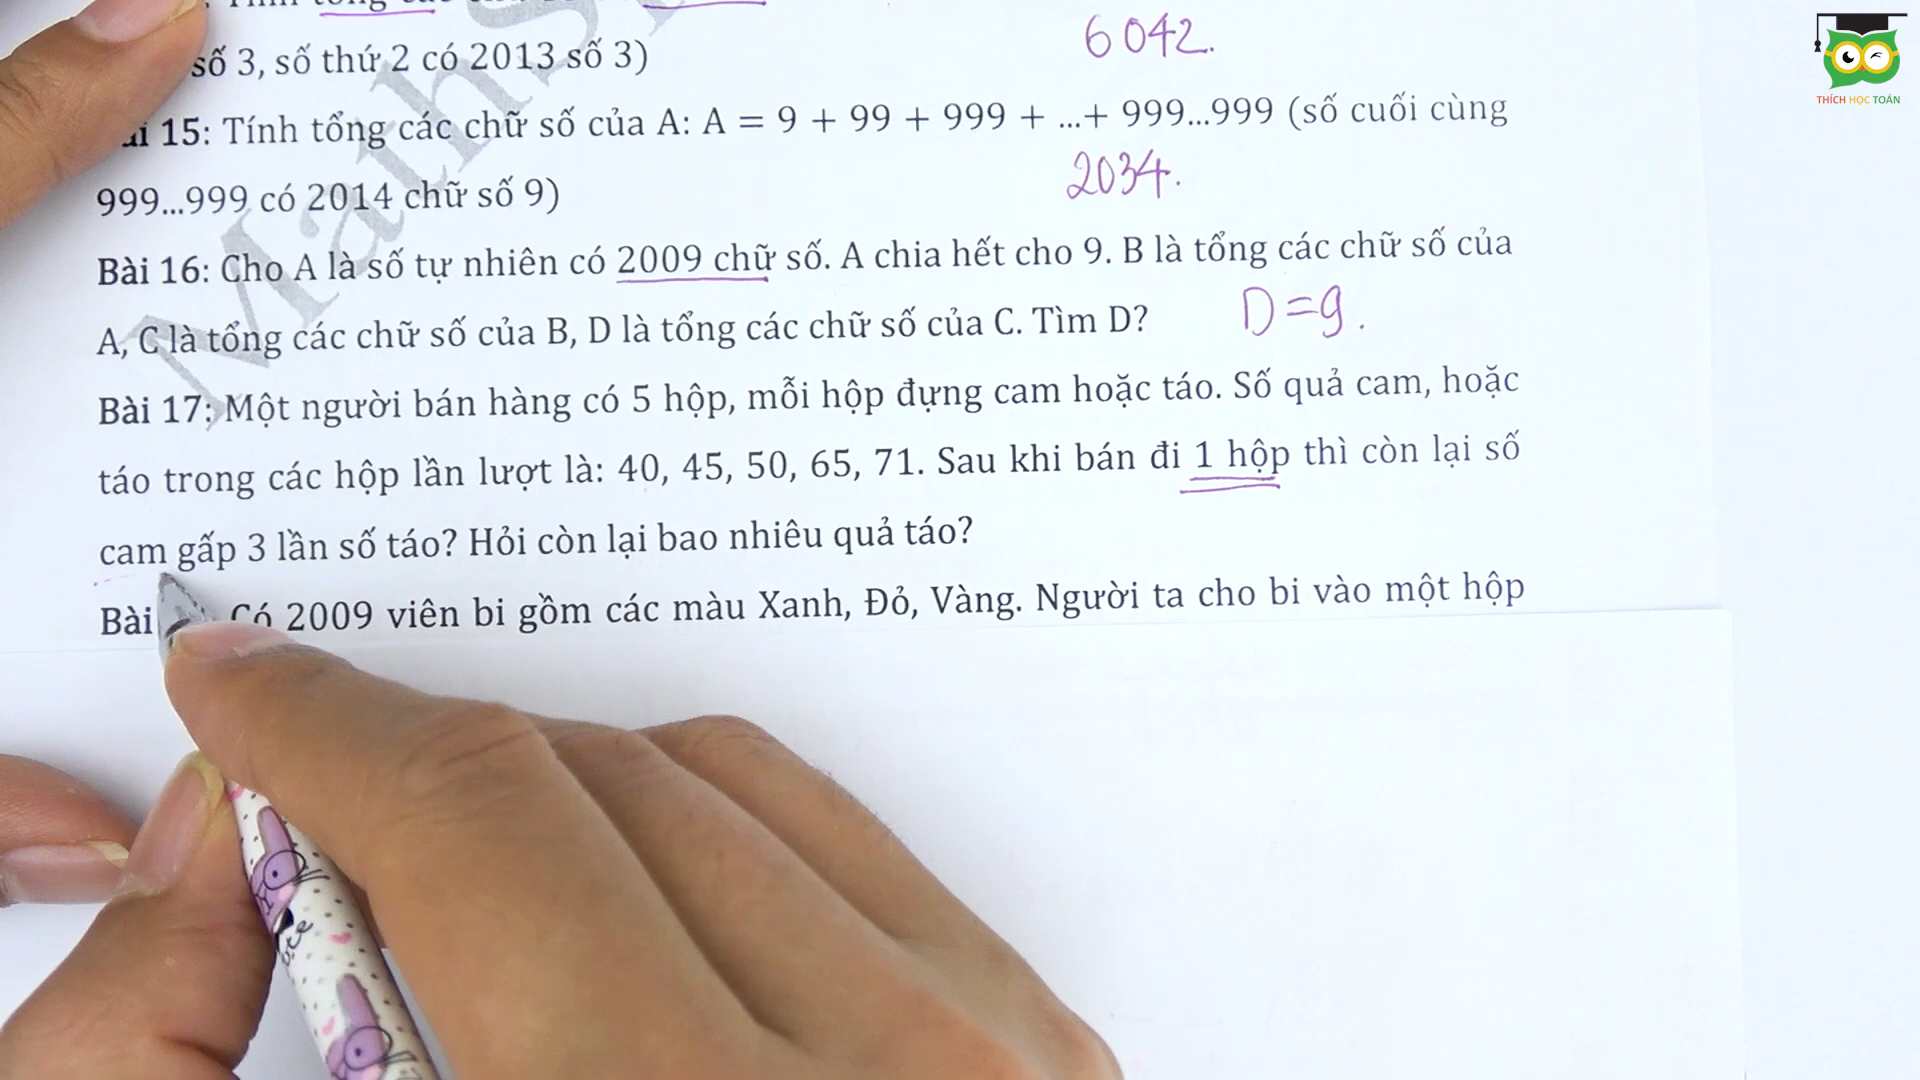 6042.
số 3, số thứ 2 có 2013 số 3)
THÍCH HỌC TOÁN
15: Tính tổng các chữ số của A: A = 9 + 99 + 999 + ...+ 999...999 (số cuối cùng
999...999 có 2014 chữ số 9)
2034.
Bài 16: Cho A là số tự nhiên có 2009 chữ số. A chia hết cho 9. B là tổng các chữ số của
A, C là tổng các chữ số của B, D là tổng các chữ số của C. Tìm D?
D = 9.
Bài 17: Một người bán hàng có 5 hộp, mỗi hộp đựng cam hoặc táo. Số quả cam, hoặc
táo trong các hộp lần lượt là: 40, 45, 50, 65, 71. Sau khi bán đi 1 hộp thì còn lại số
cam gấp 3 lần số táo? Hỏi còn lại bao nhiêu quả táo?
Bài Có 2009 viên bi gồm các màu Xanh, Đỏ, Vàng. Người ta cho bi vào một hộp